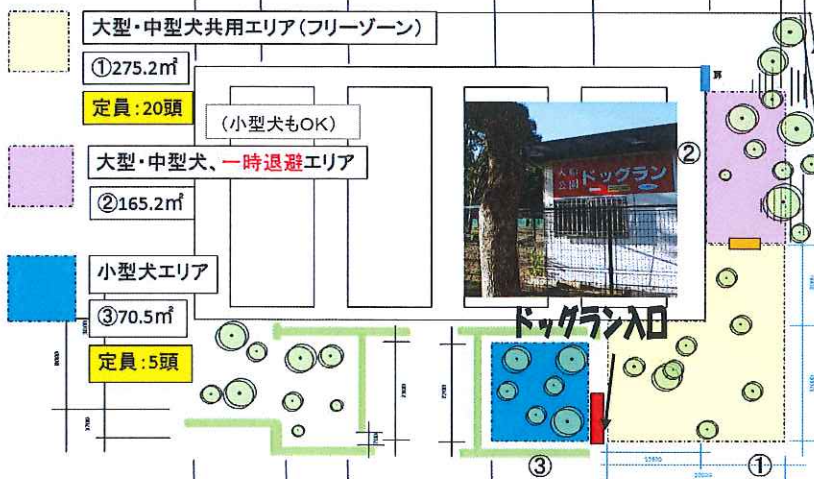 大型・中型犬共用エリア(フリーゾーン)
①275.2㎡
定員:20頭
(小型犬もOK)
大型・中型犬、一時退避エリア
②165.2㎡
小型犬エリア
③70.5㎡
定員:5頭
扉
②
ドッグラン
ドッグラン入口
③
①